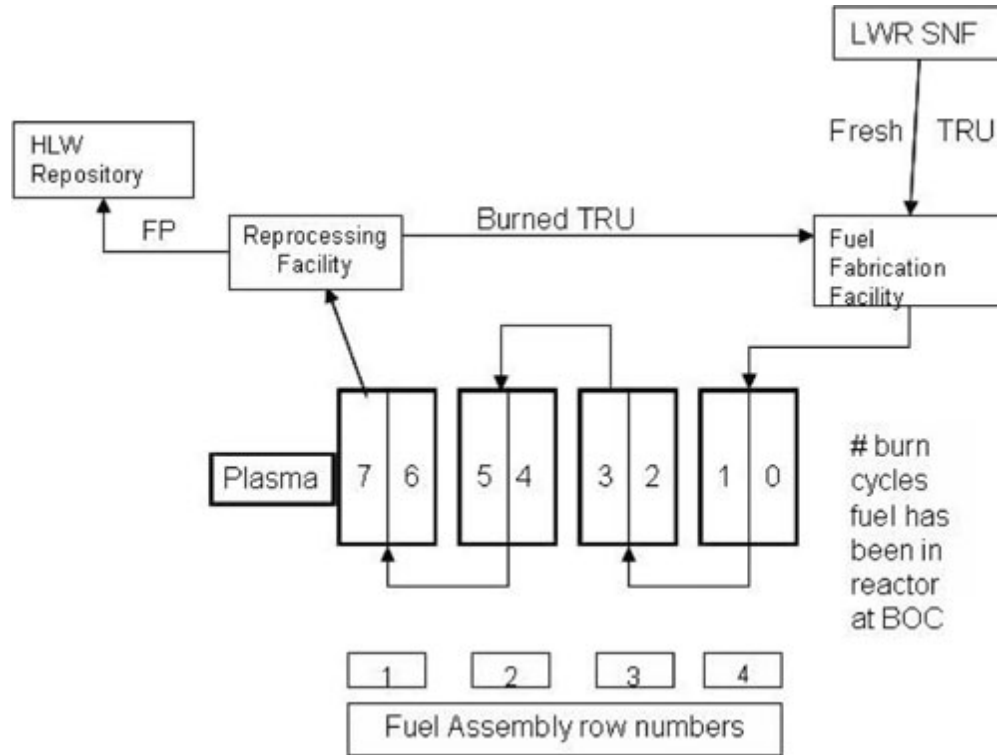 LWR SNF
Fresh TRU
HLW
Repository
FP
Reprocessing
Facility
Burned TRU
Fuel
Fabrication
Facility
Plasma
7 6 5 4 3 2 1 0
# burn
cycles
fuel has
been in
reactor
at BOC
1 2 3 4
Fuel Assembly row numbers